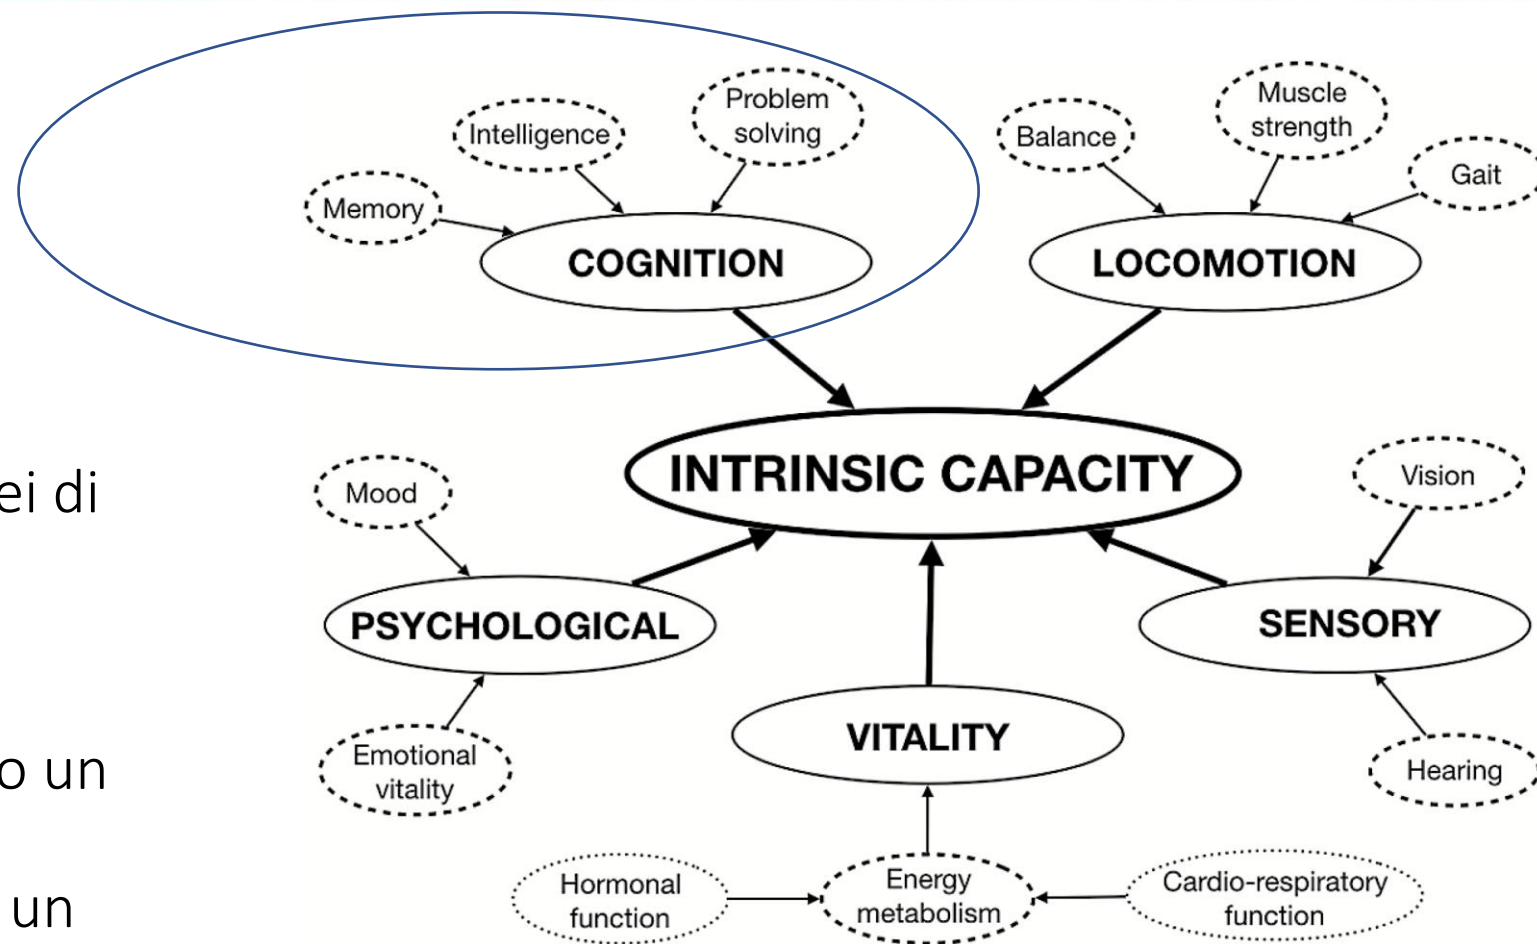 Problem
solving
Intelligence
Memory
COGNITION
Muscle
strength
Balance
Gait
LOCOMOTION
INTRINSIC CAPACITY
ei di
Mood
Vision
PSYCHOLOGICAL
SENSORY
Emotional
vitality
VITALITY
Hearing
o un
Hormonal
function
Energy
metabolism
Cardio-respiratory
function
un